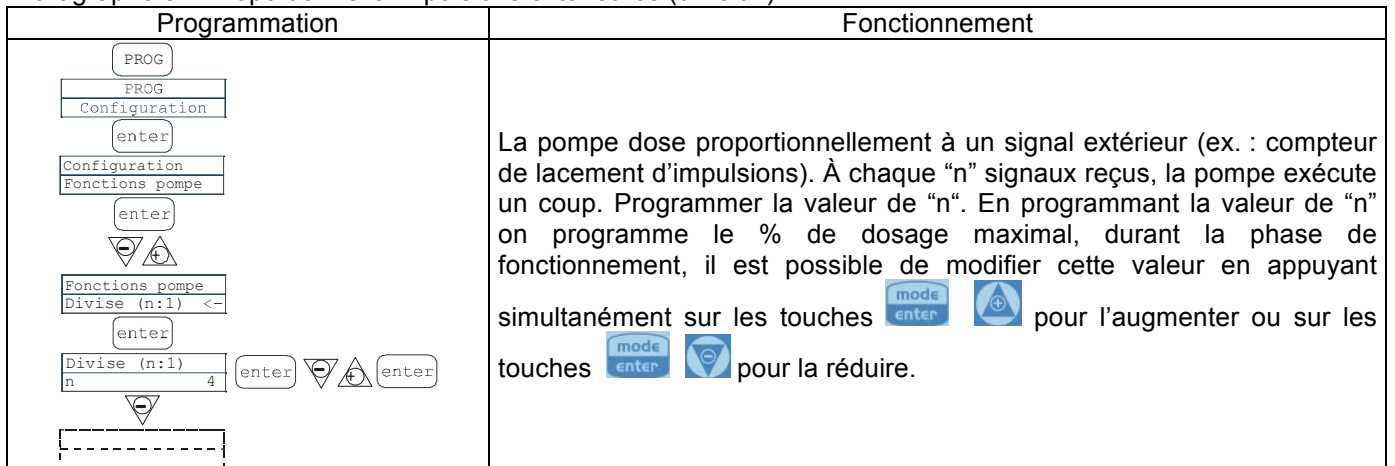 Programmation
Fonctionnement
PROG
PROG
Configuration
enter
Configuration
Fonctions pompe
enter
Fonctions pompe
Divise (n:1) <-
enter
Divise (n:1)
n 4
enter
enter
La pompe dose proportionnellement à un signal extérieur (ex. : compteur
de lacement d’impulsions). À chaque “n” signaux reçus, la pompe exécute
un coup. Programmer la valeur de “n“. En programmant la valeur de “n”
on programme le % de dosage maximal, durant la phase de
fonctionnement, il est possible de modifier cette valeur en appuyant
simultanément sur les touches mode enter pour l’augmenter ou sur les
touches mode enter pour la réduire.